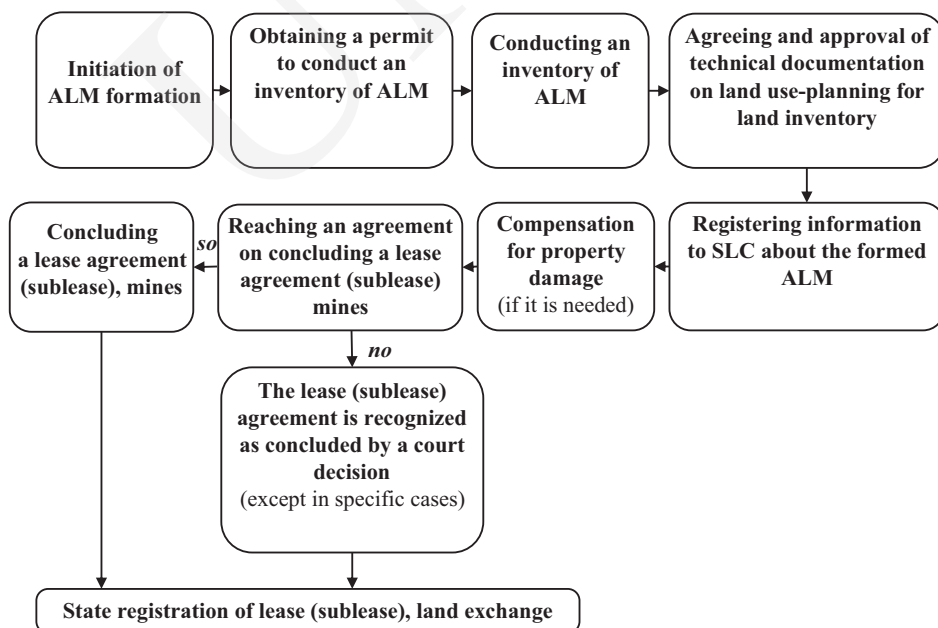 Initiation of
ALM formation
Obtaining a permit
to conduct an
inventory of ALM
Conducting an
inventory of
ALM
Agreeing and approval of
technical documentation
on land use-planning for
land inventory
Concluding
a lease agreement
(sublease), mines
so
Reaching an agreement
on concluding a lease
agreement (sublease)
mines
Compensation
for property
damage
(if it is needed)
Registering information
to SLC about the formed
ALM
no
The lease (sublease)
agreement is recognized
as concluded by a court
decision
(except in specific cases)
State registration of lease (sublease), land exchange